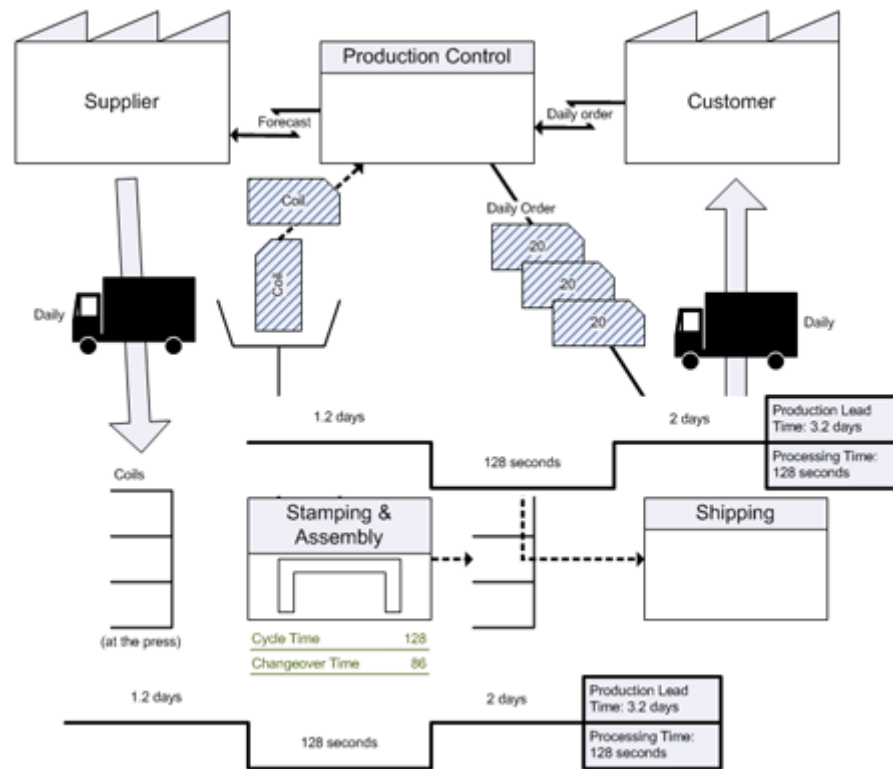 Production Control
Supplier
Customer
Forecast
Daily order
Coil
Daily Order
Coil
20
20
20
Daily
Daily
1.2 days
2 days
Production Lead
Time: 3.2 days
128 seconds
Processing Time:
128 seconds
Coils
Stamping &
Assembly
Shipping
(at the press)
Cycle Time 128
Changeover Time 86
1.2 days
2 days
Production Lead
Time: 3.2 days
128 seconds
Processing Time:
128 seconds